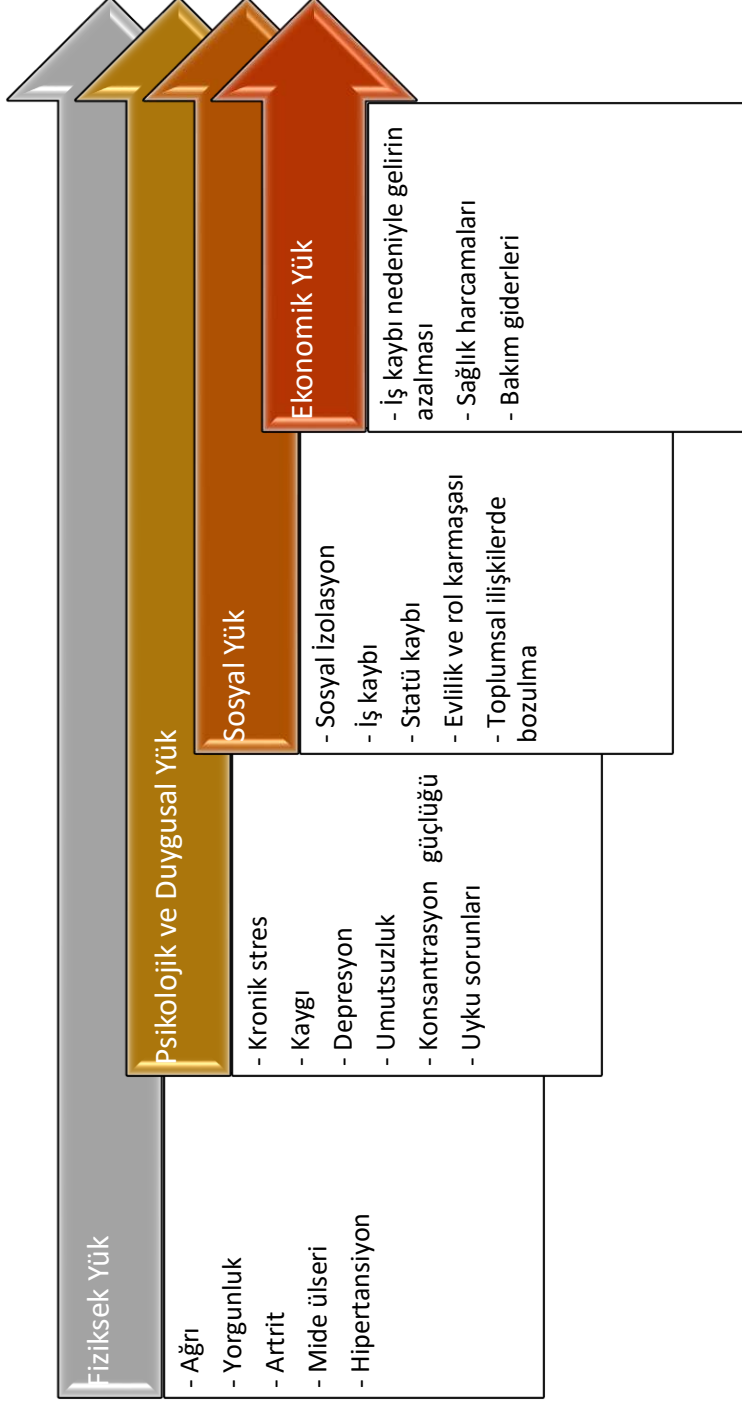 Fiziksek Yük
- Ağrı
- Yorgunluk
- Artrit
- Mide ülseri
- Hipertansiyon
Psikolojik ve Duygusal Yük
- Kronik stres
- Kaygı
- Depresyon
- Umutsuzluk
- Konsantrasyon güçlüğü
- Uyku sorunları
Sosyal Yük
- Sosyal izolasyon
- İş kaybı
- Statü kaybı
- Evlilik ve rol karmaşası
- Toplumsal ilişkilerde
bozulma
Ekonomik Yük
- İş kaybı nedeniyle gelirin
azalması
- Sağlık harcamaları
- Bakım giderleri